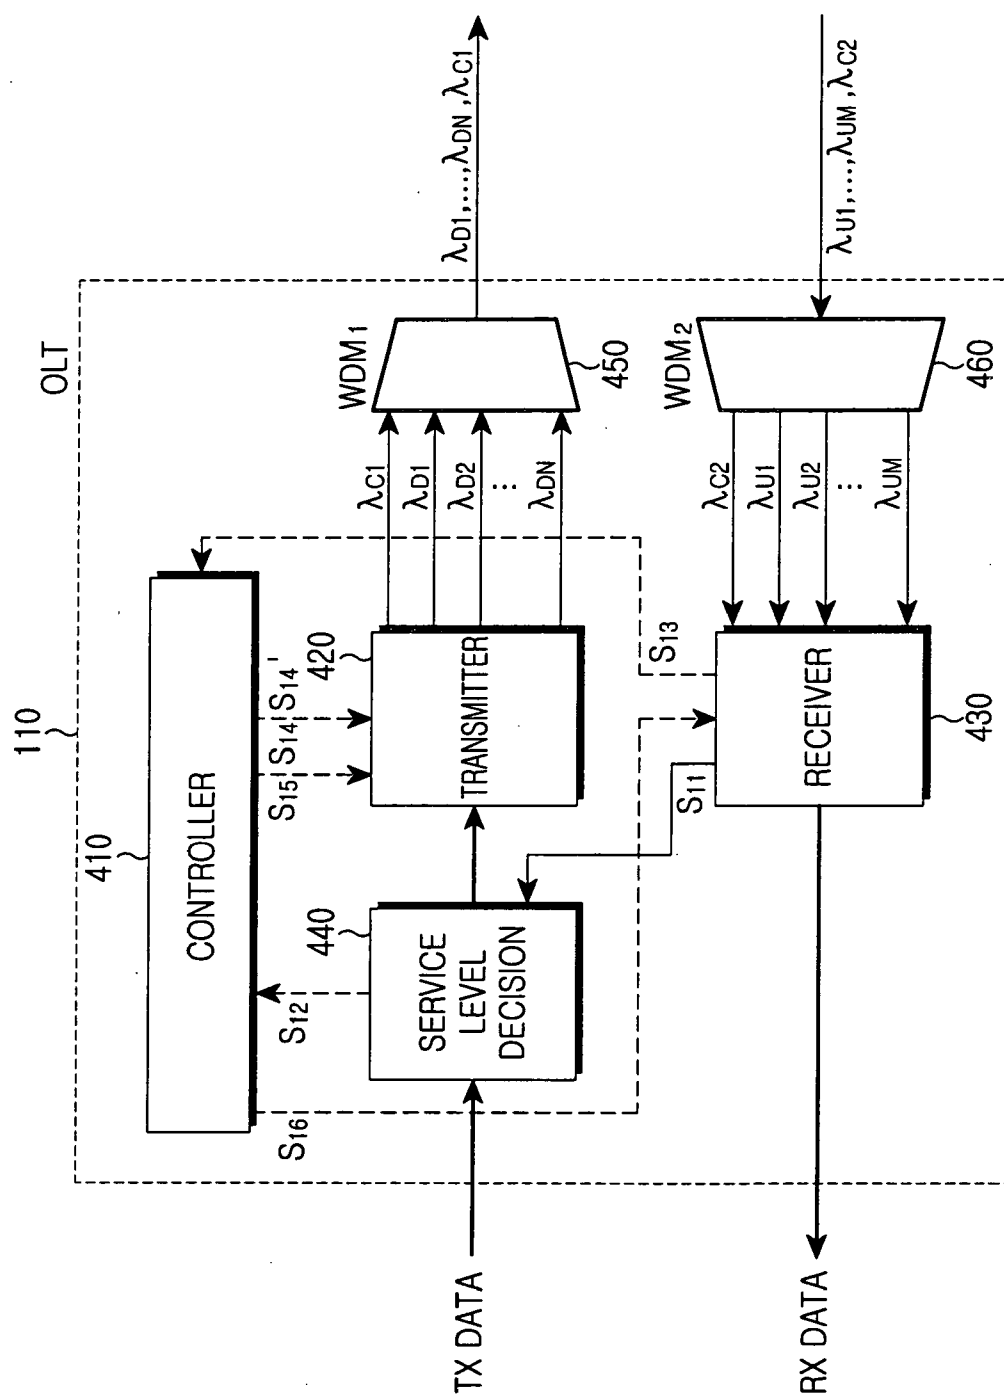 110
OLT
410
CONTROLLER
S16
S12
S15
S14
S14'
440
SERVICE
LEVEL
DECISION
420
TRANSMITTER
λC1
λD1
λD2
...
λDN
WDM1
450
λD1,...,λDN,λC1
TX DATA
S11
S13
RECEIVER
430
λC2
λU1
λU2
...
λUM
WDM2
460
λU1,...,λUM,λC2
RX DATA